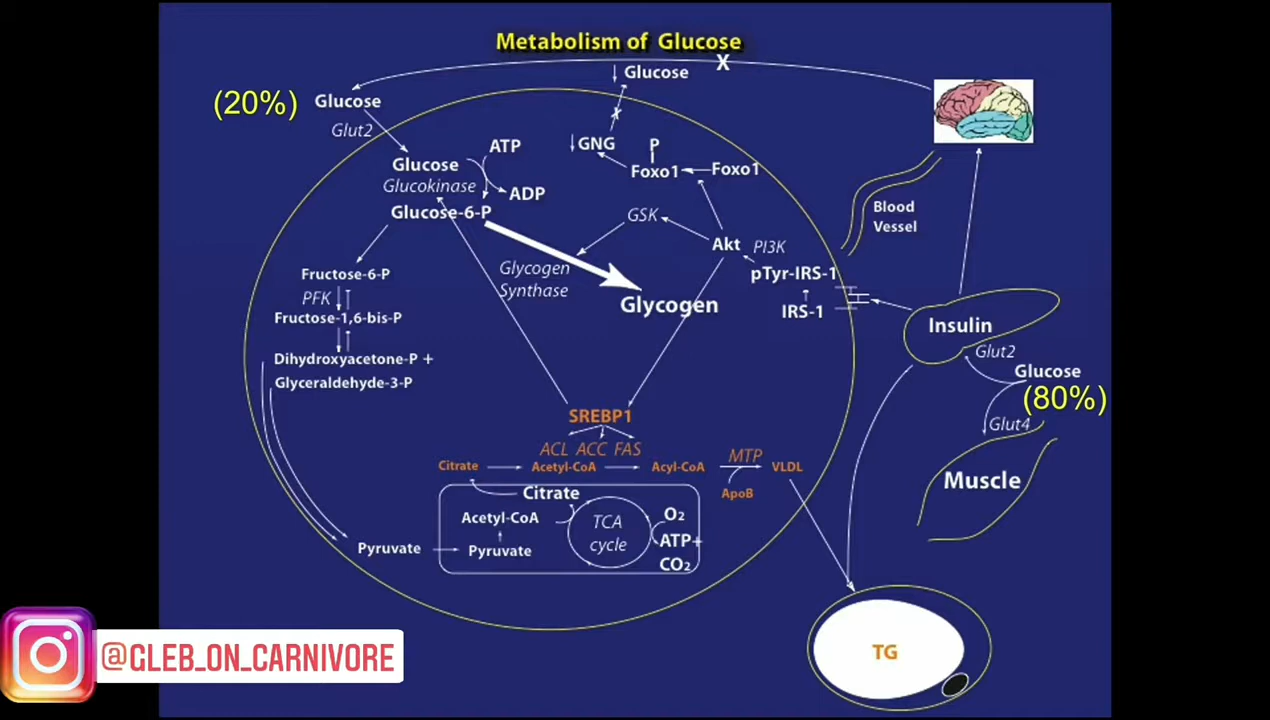 Metabolism of Glucose
X
↓ Glucose
(20%) Glucose
Glut2
ATP
↓GNG
P
Glucose
Foxo1
Foxo1
Glucokinase
ADP
Glucose-6-P
GSK
Blood
Vessel
Akt
PI3K
Glycogen
Synthase
pTyr-IRS-1
Fructose-6-P
PFK
Glycogen
IRS-1
Fructose-1,6-bis-P
Insulin
Glut2
Dihydroxyacetone-P +
Glyceraldehyde-3-P
Glucose
(80%)
SREBP1
Glut4
ACL ACC FAS
MTP
Citrate
Acetyl-CoA
Acyl-CoA
VLDL
Muscle
ApoB
Citrate
Acetyl-CoA
TCA
cycle
O2
ATP+
CO2
Pyruvate
Pyruvate
TG
@GLEB_ON_CARNIVORE